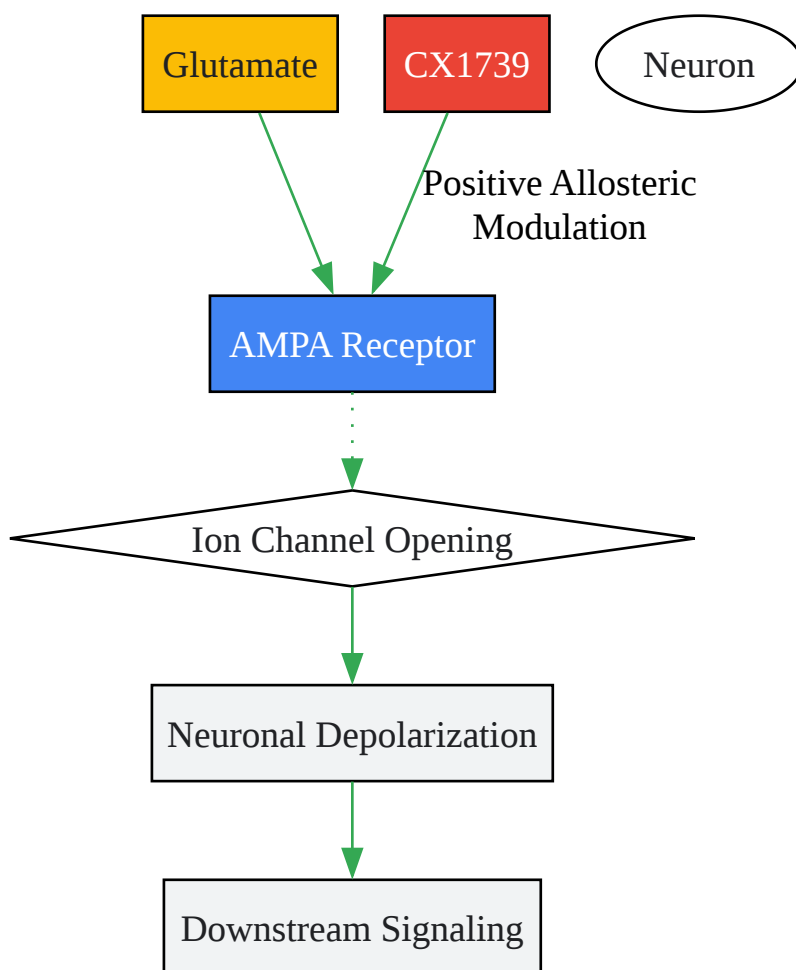 Glutamate
CX1739
Neuron
Positive Allosteric
Modulation
AMPA Receptor
Ion Channel Opening
Neuronal Depolarization
Downstream Signaling